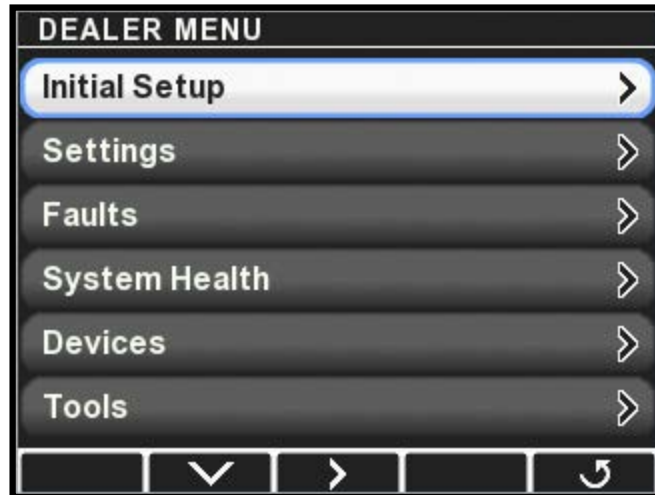 DEALER MENU
Initial Setup
Settings
Faults
System Health
Devices
Tools